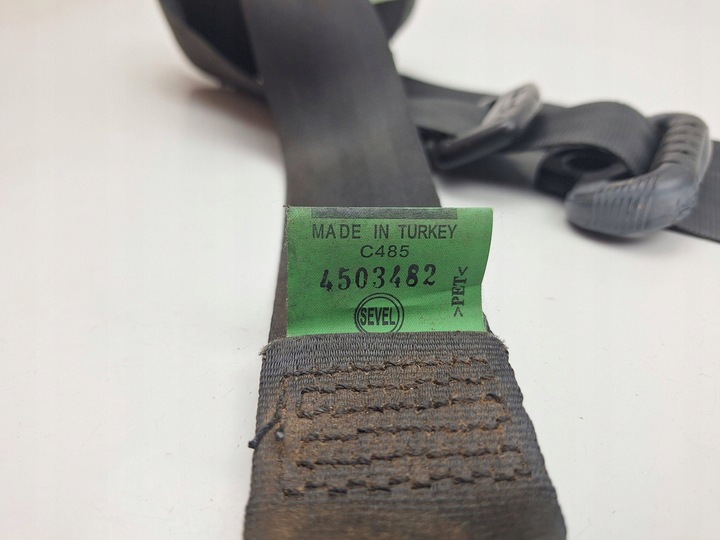 MADE IN TURKEY
C485
4503482
>PET<
SEVEL